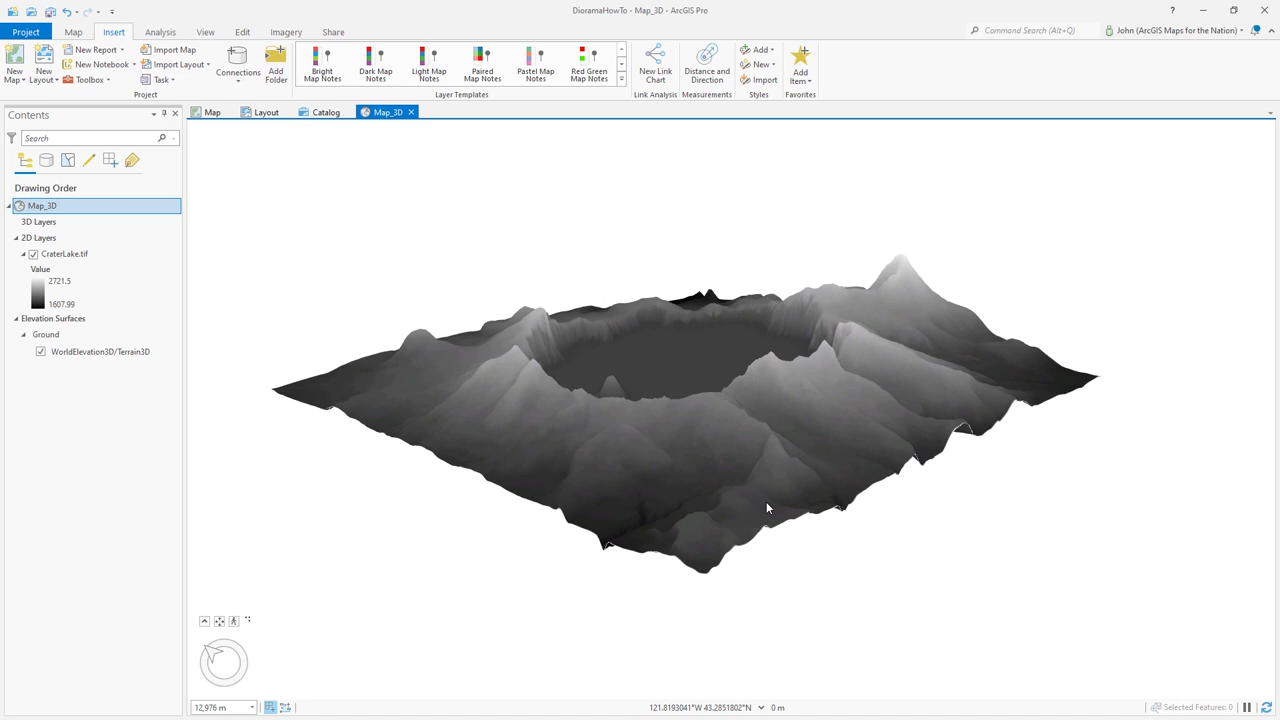 DioramaHowTo - Map_3D - ArcGIS Pro
?
Project Map Insert Analysis View Edit Imagery Share
Command Search (Alt+Q)
John (ArcGIS Maps for the Nation)
New Map
New Layout
New Report
New Notebook
Toolbox
Import Map
Import Layout
Task
Connections
Add Folder
Project
Bright Map Notes
Dark Map Notes
Light Map Notes
Paired Map Notes
Pastel Map Notes
Red Green Map Notes
Layer Templates
New Link Chart
Link Analysis
Distance and Direction
Measurements
Add
New
Import
Styles
Add Item
Favorites
Contents
Map Layout Catalog Map_3D
Search
Drawing Order
Map_3D
3D Layers
2D Layers
CraterLake.tif
Value
2721.5
1607.99
Elevation Surfaces
Ground
WorldElevation3D/Terrain3D
12,976 m
121.8193041°W 43.2851802°N
0 m
Selected Features: 0